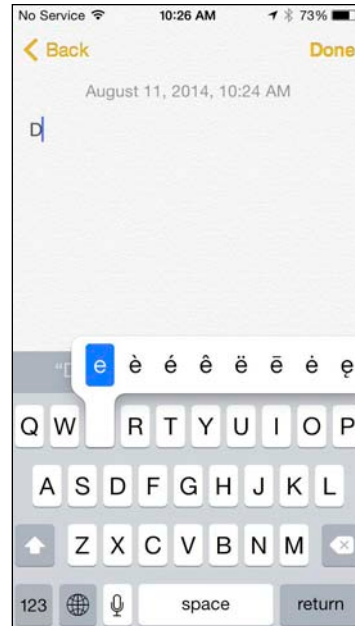 No Service 10:26 AM 73%
Back Done
August 11, 2014, 10:24 AM
D
"D e è é ê ë ē ė ę
Q W R T Y U I O P
A S D F G H J K L
Z X C V B N M
123 space return